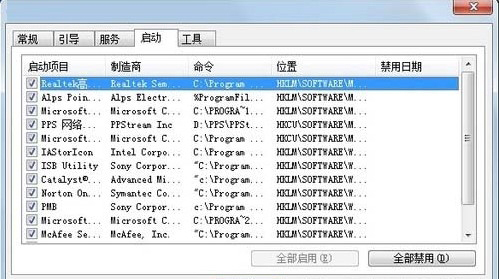 常规 引导 服务 启动 工具
启动项目 制造商 命令 位置 禁用日期
Realtek高... Realtek Sem... C:\Program ... HKLM\SOFTWARE\M...
Alps Poin... Alps Electr... %ProgramFil... HKLM\SOFTWARE\M...
Microsoft... Microsoft C... C:\PROGRA~1... HKLM\SOFTWARE\M...
PPS 网络... PPStream Inc D:\PPS\PPSt... HKCU\SOFTWARE\M...
Microsoft... Microsoft C... C:\Program ... HKCU\SOFTWARE\M...
IAStorIcon Intel Corpo... C:\Program ... HKLM\SOFTWARE\W...
ISB Utility Sony Corpor... "C:\Program... HKLM\SOFTWARE\W...
Catalyst®... Advanced Mi... "c:\Program... HKLM\SOFTWARE\W...
Norton On... Symantec Co... "C:\Program... HKLM\SOFTWARE\W...
PMB Sony Corpor... c:\Program ... HKLM\SOFTWARE\W...
Microsoft... Microsoft C... C:\PROGRA~2... HKLM\SOFTWARE\W...
McAfee Se... McAfee, Inc. "C:\Program... HKLM\SOFTWARE\M...
全部启用(E) 全部禁用(D)